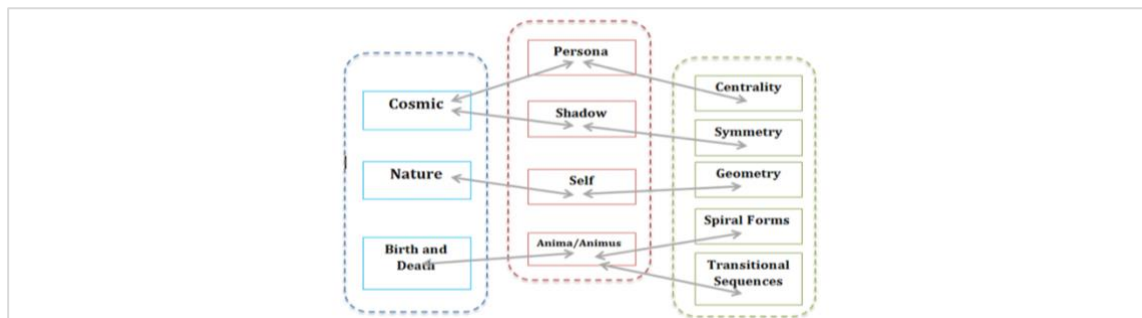 Cosmic
Nature
Birth and
Death
Persona
Shadow
Self
Anima/Animus
Centrality
Symmetry
Geometry
Spiral Forms
Transitional
Sequences